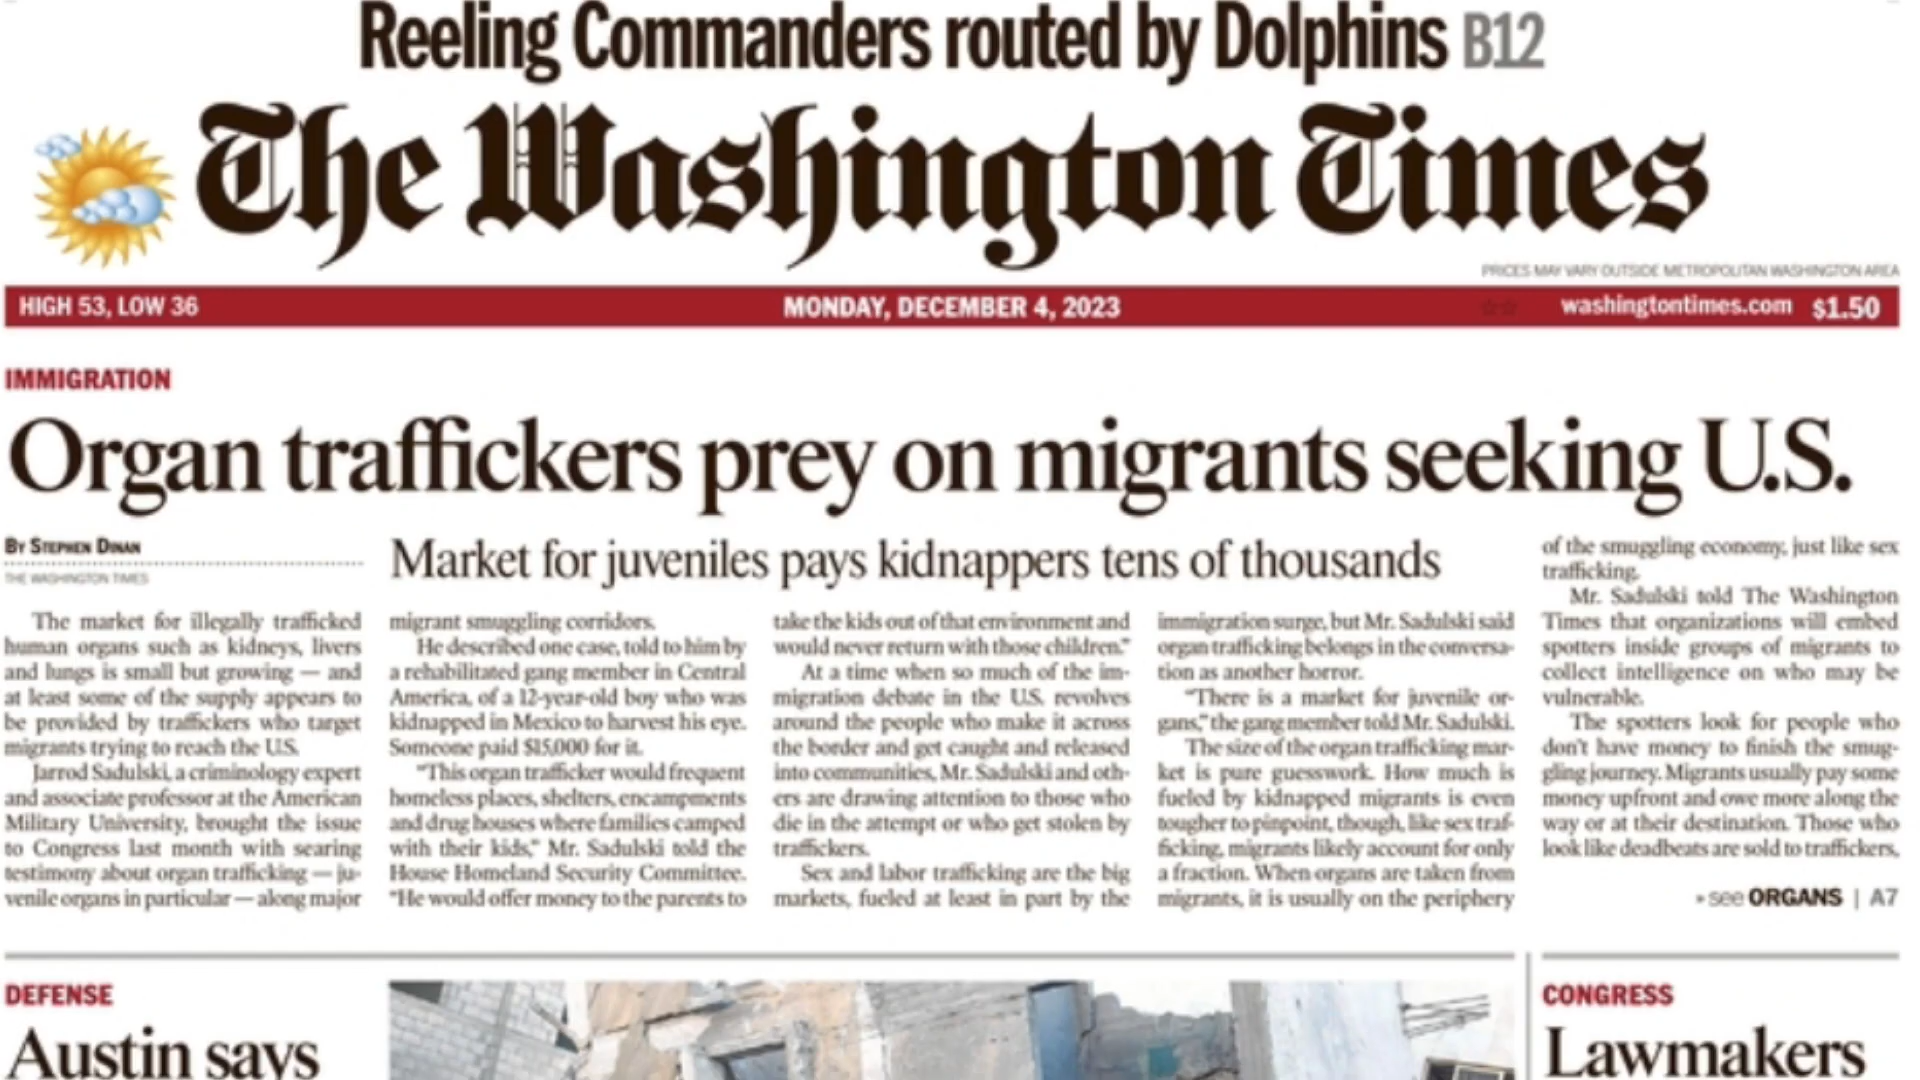 Reeling Commanders routed by Dolphins B12
The Washington Times
PRICES MAY VARY OUTSIDE METROPOLITAN WASHINGTON AREA
HIGH 53, LOW 36
MONDAY, DECEMBER 4, 2023
☆☆
washingtontimes.com $1.50
IMMIGRATION
Organ traffickers prey on migrants seeking U.S.
BY STEPHEN DINAN
THE WASHINGTON TIMES
Market for juveniles pays kidnappers tens of thousands
The market for illegally trafficked
human organs such as kidneys, livers
and lungs is small but growing — and
at least some of the supply appears to
be provided by traffickers who target
migrants trying to reach the U.S.
Jarrod Sadulski, a criminology expert
and associate professor at the American
Military University, brought the issue
to Congress last month with searing
testimony about organ trafficking — ju-
venile organs in particular — along major
migrant smuggling corridors.
He described one case, told to him by
a rehabilitated gang member in Central
America, of a 12-year-old boy who was
kidnapped in Mexico to harvest his eye.
Someone paid $15,000 for it.
“This organ trafficker would frequent
homeless places, shelters, encampments
and drug houses where families camped
with their kids,” Mr. Sadulski told the
House Homeland Security Committee.
“He would offer money to the parents to
take the kids out of that environment and
would never return with those children.”
At a time when so much of the im-
migration debate in the U.S. revolves
around the people who make it across
the border and get caught and released
into communities, Mr. Sadulski and oth-
ers are drawing attention to those who
die in the attempt or who get stolen by
traffickers.
Sex and labor trafficking are the big
markets, fueled at least in part by the
immigration surge, but Mr. Sadulski said
organ trafficking belongs in the conversa-
tion as another horror.
“There is a market for juvenile or-
gans,” the gang member told Mr. Sadulski.
The size of the organ trafficking mar-
ket is pure guesswork. How much is
fueled by kidnapped migrants is even
tougher to pinpoint, though, like sex traf-
ficking, migrants likely account for only
a fraction. When organs are taken from
migrants, it is usually on the periphery
of the smuggling economy, just like sex
trafficking.
Mr. Sadulski told The Washington
Times that organizations will embed
spotters inside groups of migrants to
collect intelligence on who may be
vulnerable.
The spotters look for people who
don’t have money to finish the smug-
gling journey. Migrants usually pay some
money upfront and owe more along the
way or at their destination. Those who
look like deadbeats are sold to traffickers,
» see ORGANS | A7
DEFENSE
Austin says
CONGRESS
Lawmakers